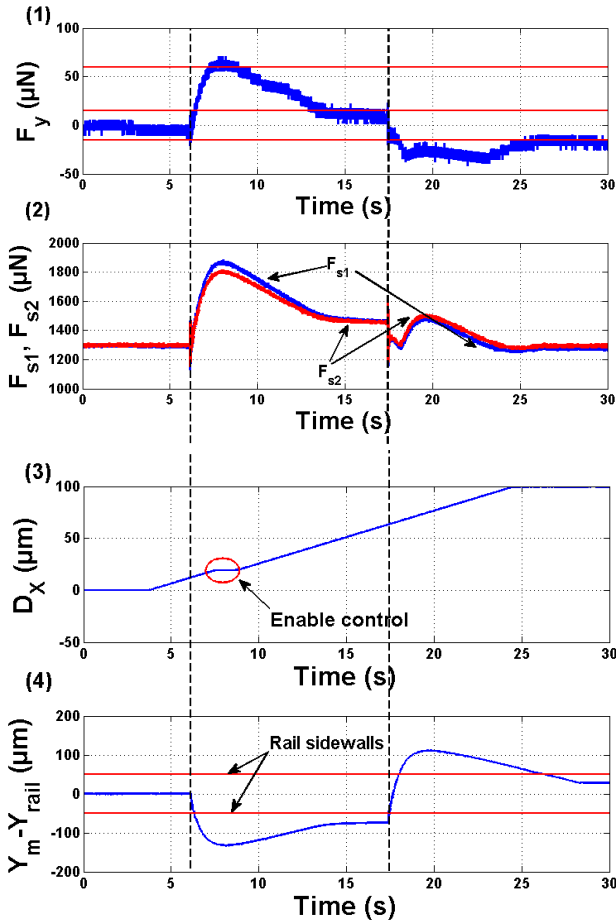 (1)
F_y (µN)
100
50
0
-50
0 5 10 15 20 25 30
Time (s)
(2)
F_s1, F_s2 (µN)
2000
1800
1600
1400
1200
1000
F_s1
F_s2
0 5 10 15 20 25 30
Time (s)
(3)
D_X (µm)
100
50
0
-50
Enable control
0 5 10 15 20 25 30
Time (s)
(4)
Y_m-Y_rail (µm)
200
100
0
-100
-200
Rail sidewalls
0 5 10 15 20 25 30
Time (s)